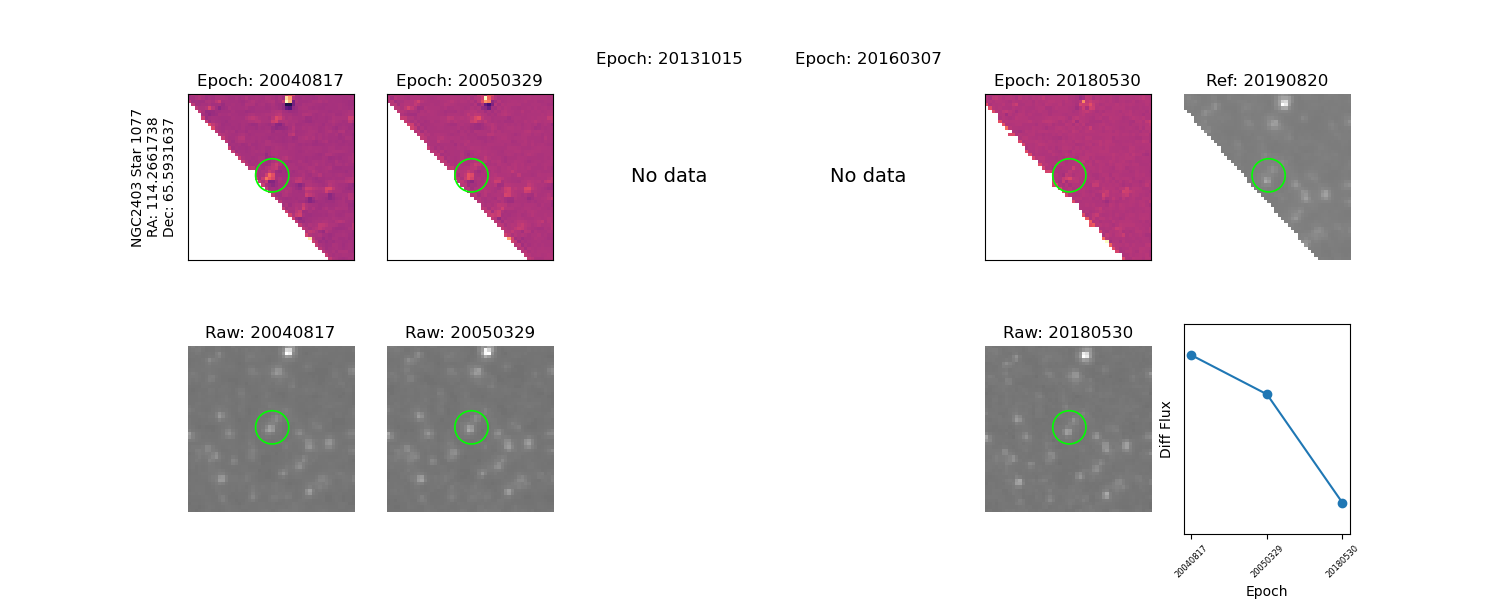 Epoch: 20131015
Epoch: 20160307
Epoch: 20040817
Epoch: 20050329
Epoch: 20180530
Ref: 20190820
NGC2403 Star 1077
RA: 114.2661738
Dec: 65.5931637
No data
No data
Raw: 20040817
Raw: 20050329
Raw: 20180530
Diff Flux
20040817
20050329
20180530
Epoch